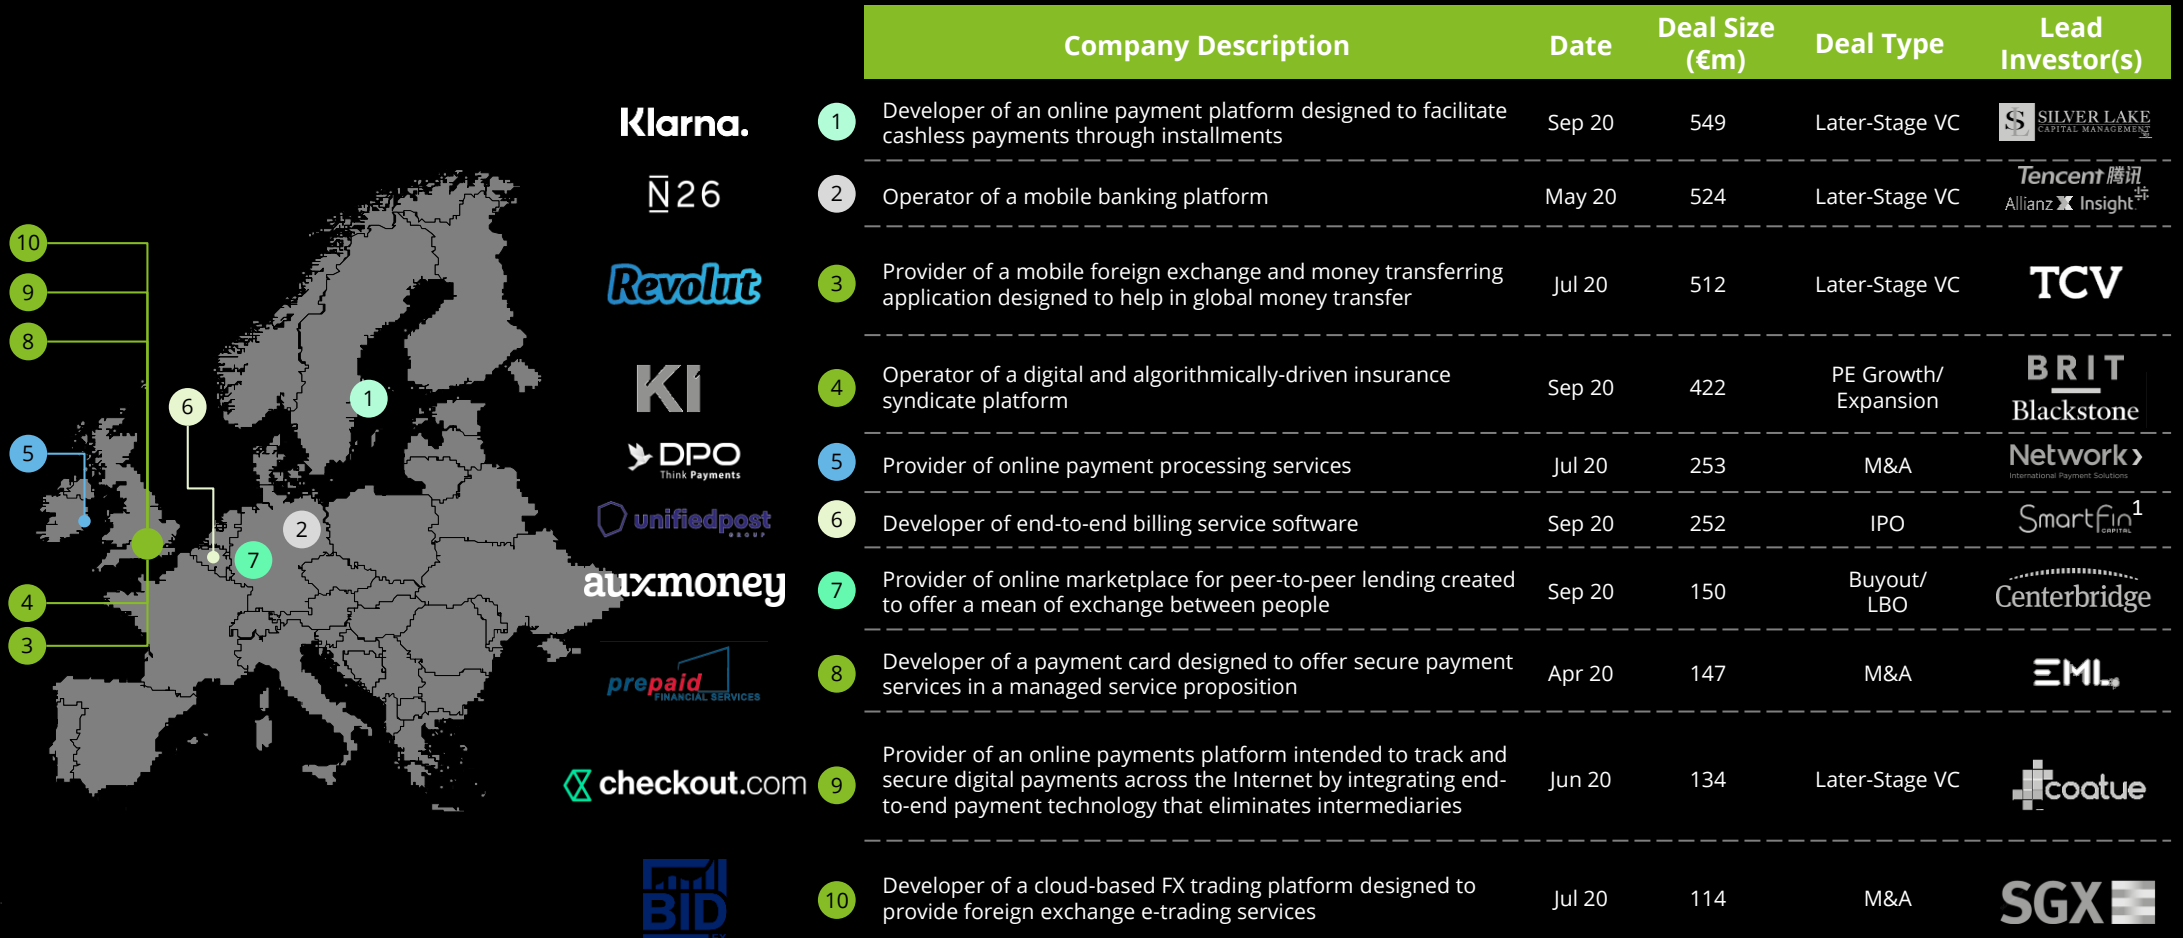 Company Description
Date
Deal Size
(€m)
Deal Type
Lead
Investor(s)
Klarna.
1
Developer of an online payment platform designed to facilitate
cashless payments through installments
Sep 20
549
Later-Stage VC
SL
SILVER LAKE
CAPITAL MANAGEMENT
N26
2
Operator of a mobile banking platform
May 20
524
Later-Stage VC
Tencent 腾讯
Allianz X Insight
Revolut
3
Provider of a mobile foreign exchange and money transferring
application designed to help in global money transfer
Jul 20
512
Later-Stage VC
TCV
Ki
4
Operator of a digital and algorithmically-driven insurance
syndicate platform
Sep 20
422
PE Growth/
Expansion
BRIT
Blackstone
DPO
Think Payments
5
Provider of online payment processing services
Jul 20
253
M&A
Network
International Payment Solutions
unifiedpost
GROUP
6
Developer of end-to-end billing service software
Sep 20
252
IPO
SmartFin1
CAPITAL
auxmoney
7
Provider of online marketplace for peer-to-peer lending created
to offer a mean of exchange between people
Sep 20
150
Buyout/
LBO
Centerbridge
prepaid
FINANCIAL SERVICES
8
Developer of a payment card designed to offer secure payment
services in a managed service proposition
Apr 20
147
M&A
EML
checkout.com
9
Provider of an online payments platform intended to track and
secure digital payments across the Internet by integrating end-
to-end payment technology that eliminates intermediaries
Jun 20
134
Later-Stage VC
coatue
BID
FX
10
Developer of a cloud-based FX trading platform designed to
provide foreign exchange e-trading services
Jul 20
114
M&A
SGX
10
9
8
6
1
5
2
7
4
3